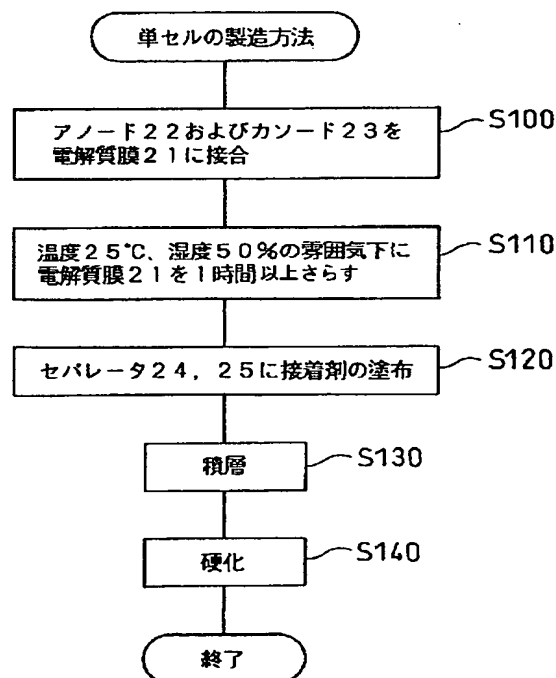 単セルの製造方法
アノード22およびカソード23を
電解質膜21に接合
S100
温度25℃、湿度50%の雰囲気下に
電解質膜21を1時間以上さらす
S110
セパレータ24，25に接着剤の塗布
S120
積層
S130
硬化
S140
終了